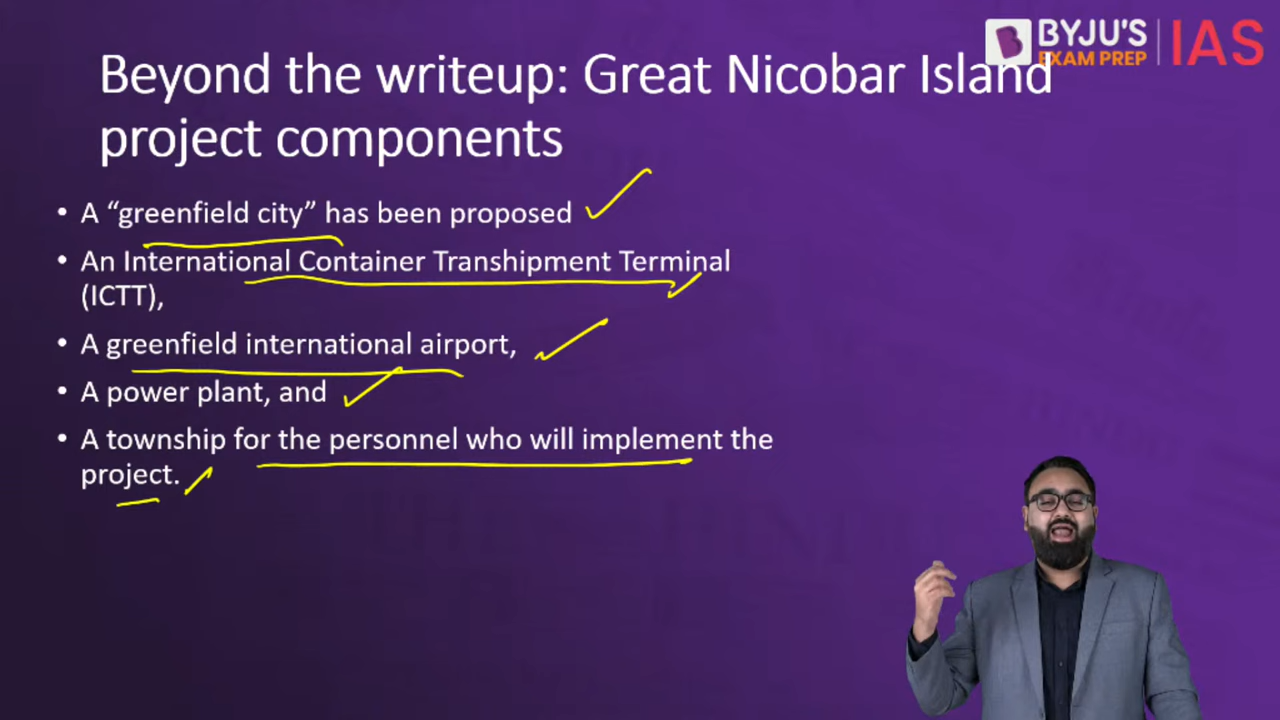 BYJU'S
EXAM PREP
IAS
Beyond the writeup: Great Nicobar Island
project components
• A “greenfield city” has been proposed
• An International Container Transhipment Terminal
(ICTT),
• A greenfield international airport,
• A power plant, and
• A township for the personnel who will implement the
project.